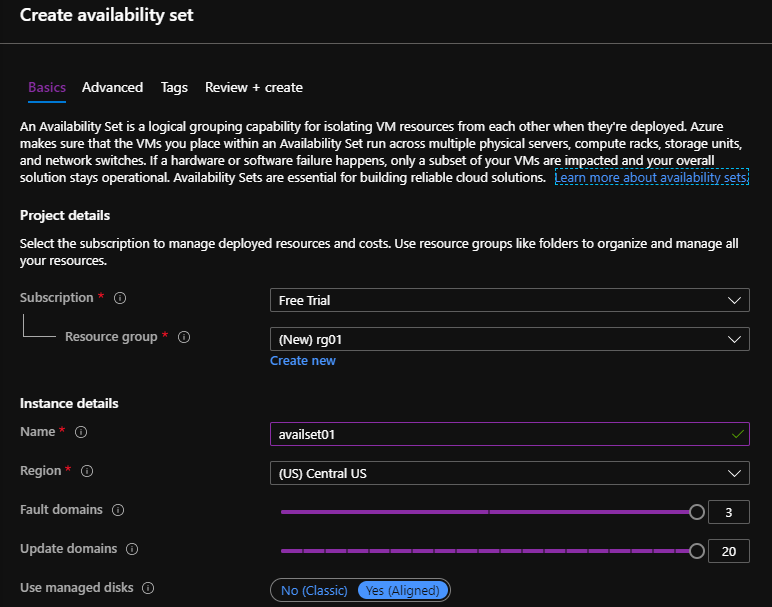 Create availability set
Basics Advanced Tags Review + create
An Availability Set is a logical grouping capability for isolating VM resources from each other when they're deployed. Azure
makes sure that the VMs you place within an Availability Set run across multiple physical servers, compute racks, storage units,
and network switches. If a hardware or software failure happens, only a subset of your VMs are impacted and your overall
solution stays operational. Availability Sets are essential for building reliable cloud solutions. Learn more about availability sets.
Project details
Select the subscription to manage deployed resources and costs. Use resource groups like folders to organize and manage all
your resources.
Subscription * Free Trial
Resource group * (New) rg01
Create new
Instance details
Name * availset01
Region * (US) Central US
Fault domains 3
Update domains 20
Use managed disks No (Classic) Yes (Aligned)